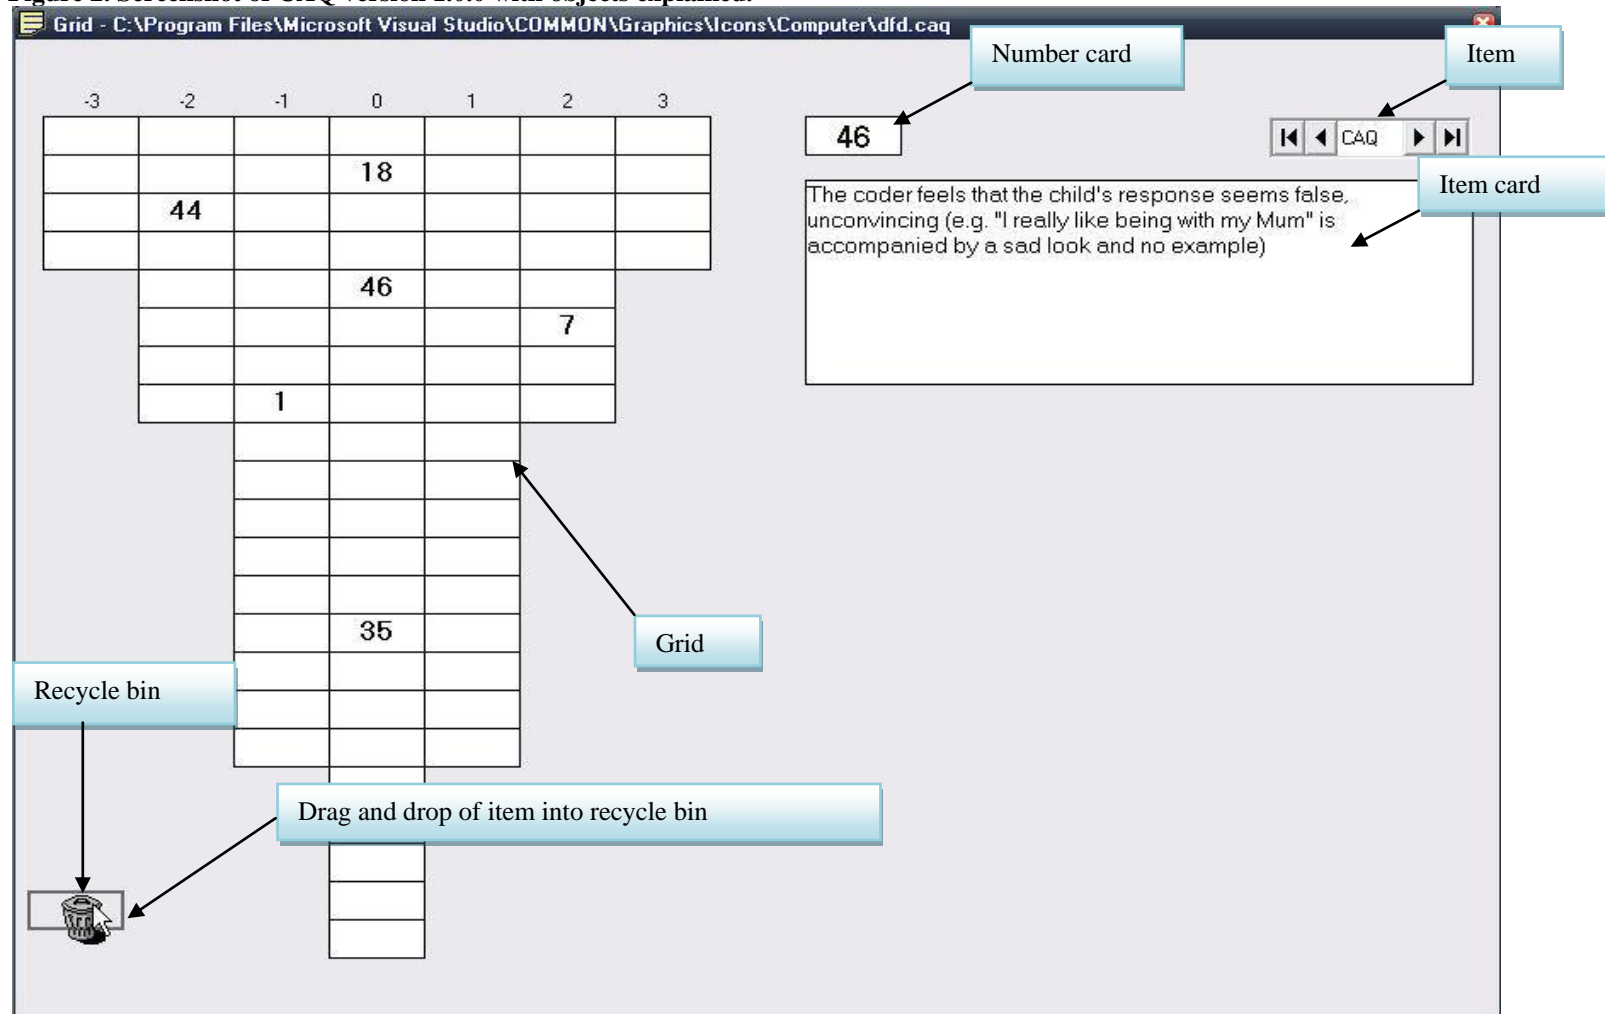 Grid - C:\Program Files\Microsoft Visual Studio\COMMON\Graphics\Icons\Computer\dfd.caq
Number card
Item
-3 -2 -1 0 1 2 3
46
CAQ
18
The coder feels that the child's response seems false,
unconvincing (e.g. "I really like being with my Mum" is
accompanied by a sad look and no example)
Item card
44
46
7
1
35
Grid
Recycle bin
Drag and drop of item into recycle bin